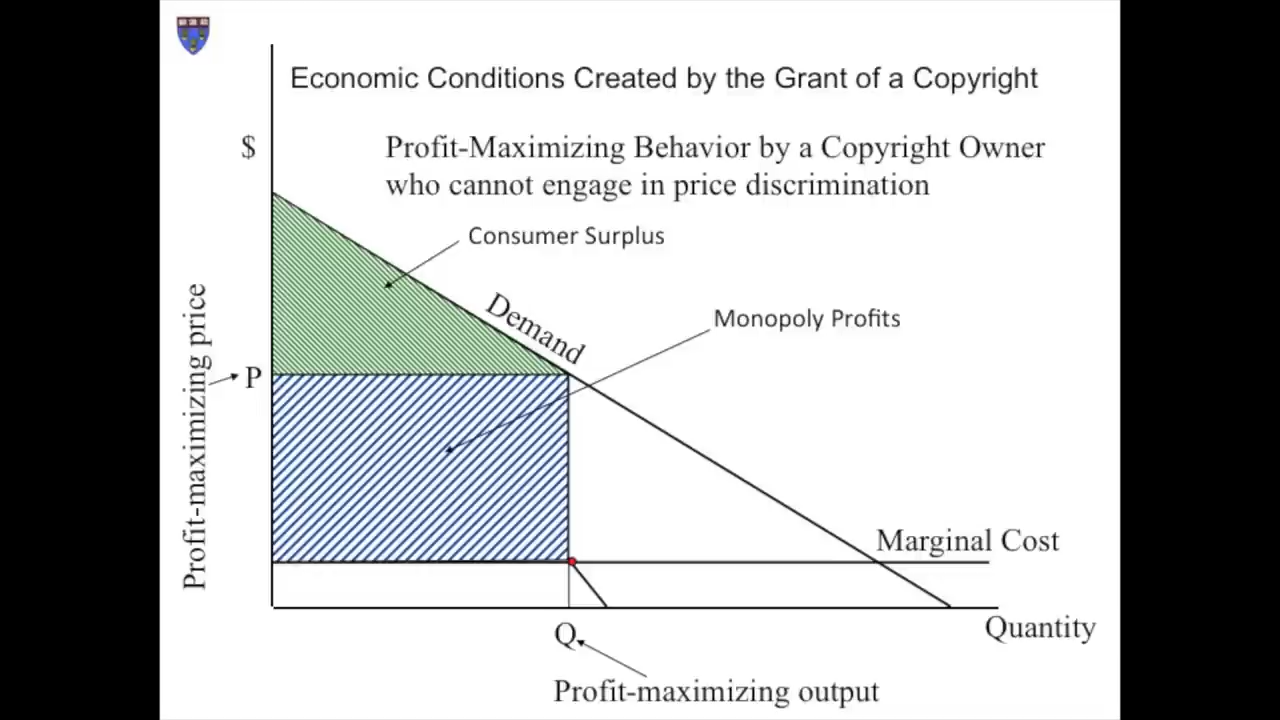 Economic Conditions Created by the Grant of a Copyright
$
Profit-Maximizing Behavior by a Copyright Owner
who cannot engage in price discrimination
Consumer Surplus
Demand
Monopoly Profits
Profit-maximizing price
P
Marginal Cost
Quantity
Q
Profit-maximizing output